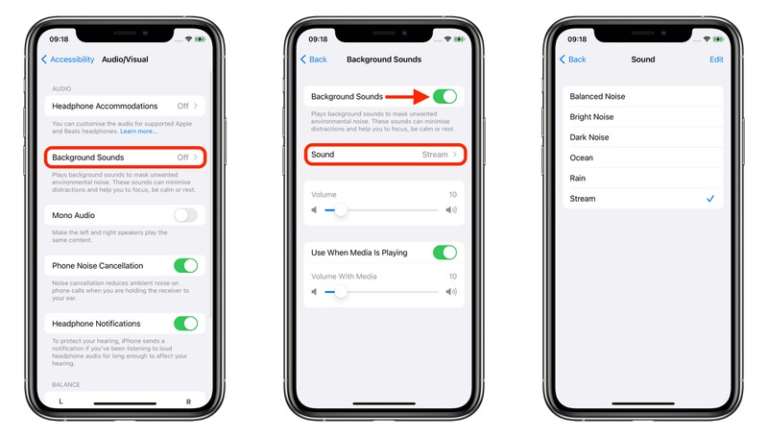 09:18
Accessibility Audio/Visual
AUDIO
Headphone Accommodations Off
You can customise the audio for supported Apple
and Beats headphones. Learn more...
Background Sounds Off
Plays background sounds to mask unwanted
environmental noise. These sounds can minimise
distractions and help you to focus, be calm or rest.
Mono Audio
Make the left and right speakers play the
same content.
Phone Noise Cancellation
Noise cancellation reduces ambient noise on
phone calls when you are holding the receiver to
your ear.
Headphone Notifications
To protect your hearing, iPhone sends a
notification if you've been listening to loud
headphone audio for long enough to affect your
hearing.
BALANCE
L R
09:18
Back Background Sounds
Background Sounds
Plays background sounds to mask unwanted
environmental noise. These sounds can minimise
distractions and help you to focus, be calm or rest.
Sound Stream
Volume 10
Use When Media Is Playing
Volume With Media 10
09:18
Back Sound Edit
Balanced Noise
Bright Noise
Dark Noise
Ocean
Rain
Stream